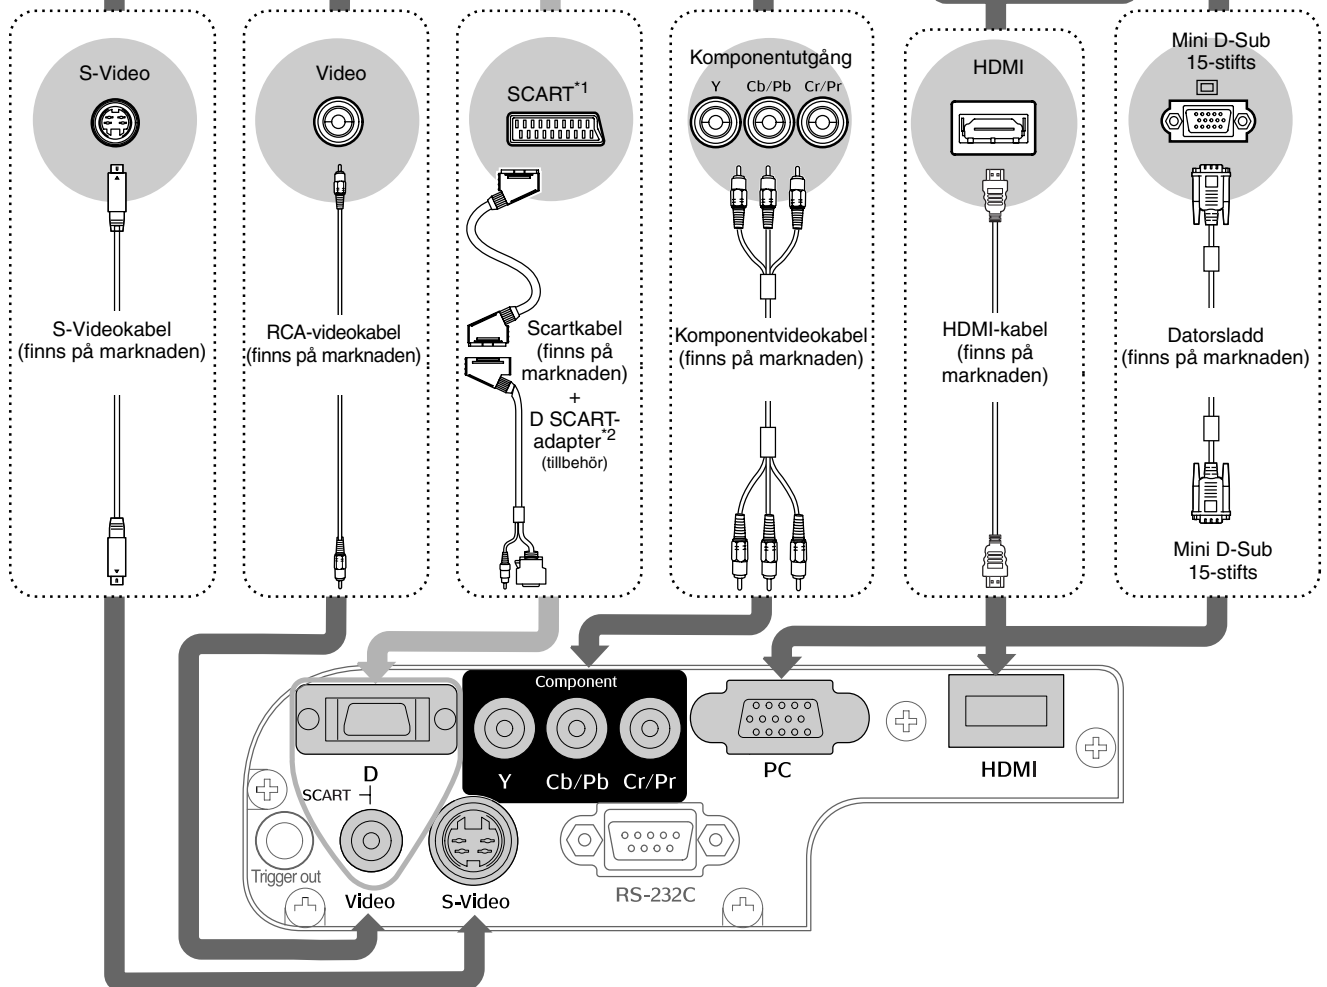 S-Video
Video
SCART*1
Komponentutgång
Y Cb/Pb Cr/Pr
HDMI
Mini D-Sub
15-stifts
S-Videokabel
(finns på marknaden)
RCA-videokabel
(finns på marknaden)
Scartkabel
(finns på
marknaden)
+
D SCART-
adapter*2
(tillbehör)
Komponentvideokabel
(finns på marknaden)
HDMI-kabel
(finns på
marknaden)
Datorsladd
(finns på marknaden)
Mini D-Sub
15-stifts
Component
Y Cb/Pb Cr/Pr
PC
HDMI
D
SCART
Trigger out
Video
S-Video
RS-232C